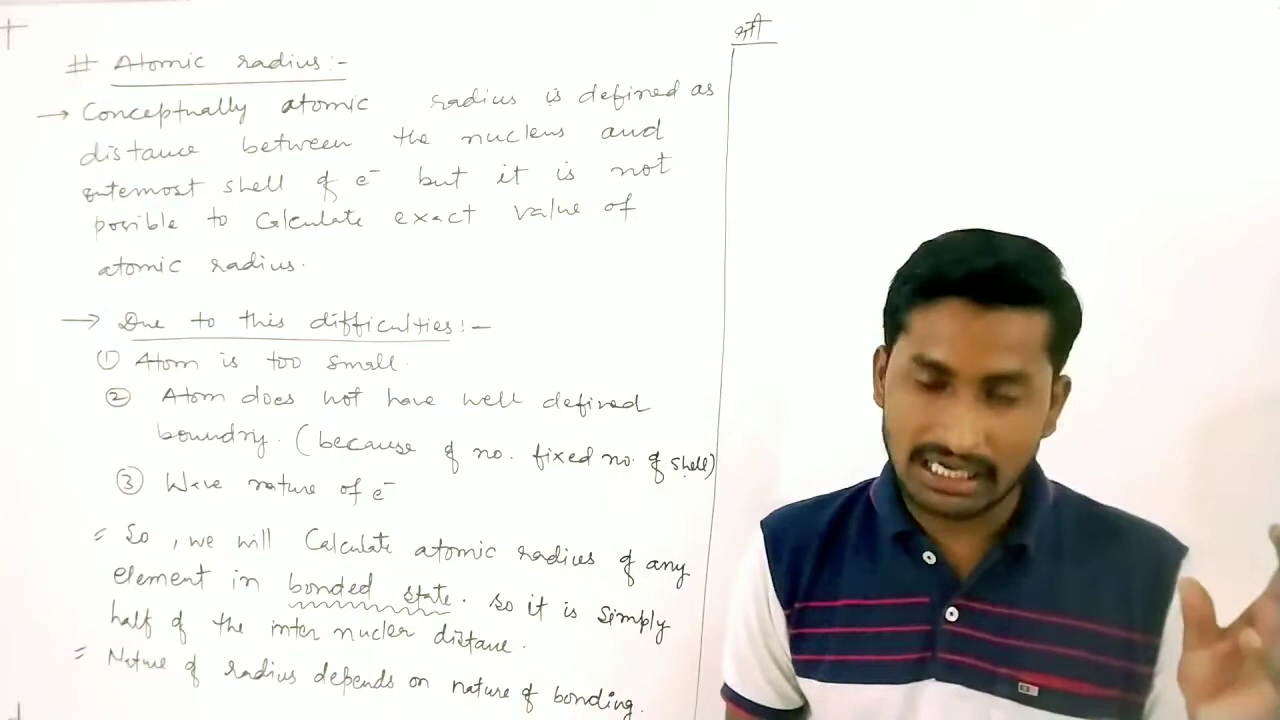 # Atomic radius:-
→ Conceptually atomic radius is defined as
distance between the nucleus and
outemost shell of e⁻ but it is not
posible to calculate exact value of
atomic radius.
→ Due to this difficulties:-
① Atom is too small.
② Atom does not have well defined
boundry. (because of no. fixed no. of shell)
③ Wave nature of e⁻
= So, we will Calculate atomic radius of any
element in bonded state. so it is simply
half of the inter nucler distane.
= Nature of radius depends on nature of bonding.
श्री